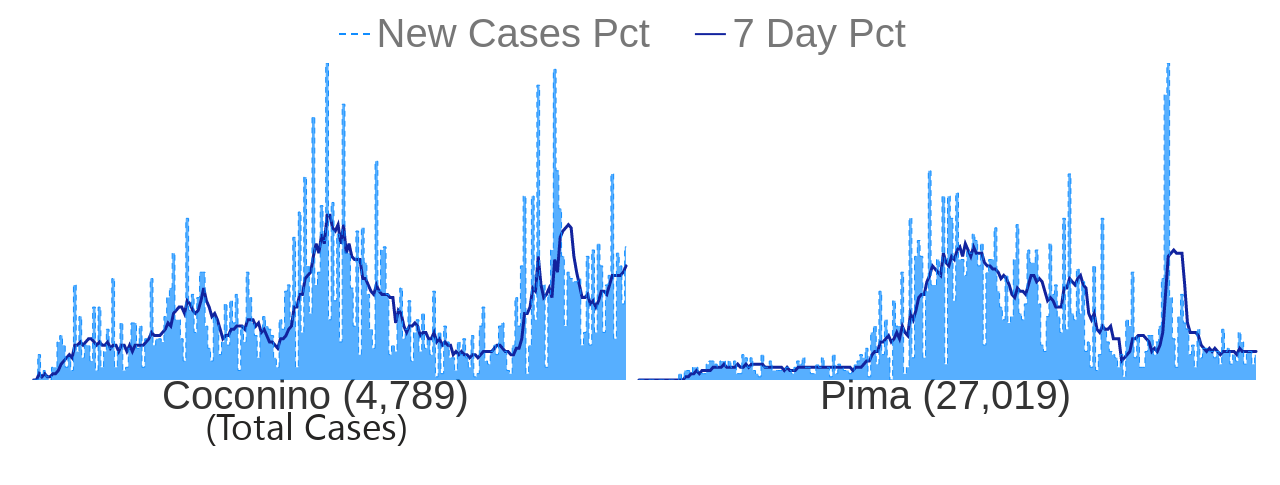 New Cases Pct 7 Day Pct
Coconino (4,789) Pima (27,019)
(Total Cases)